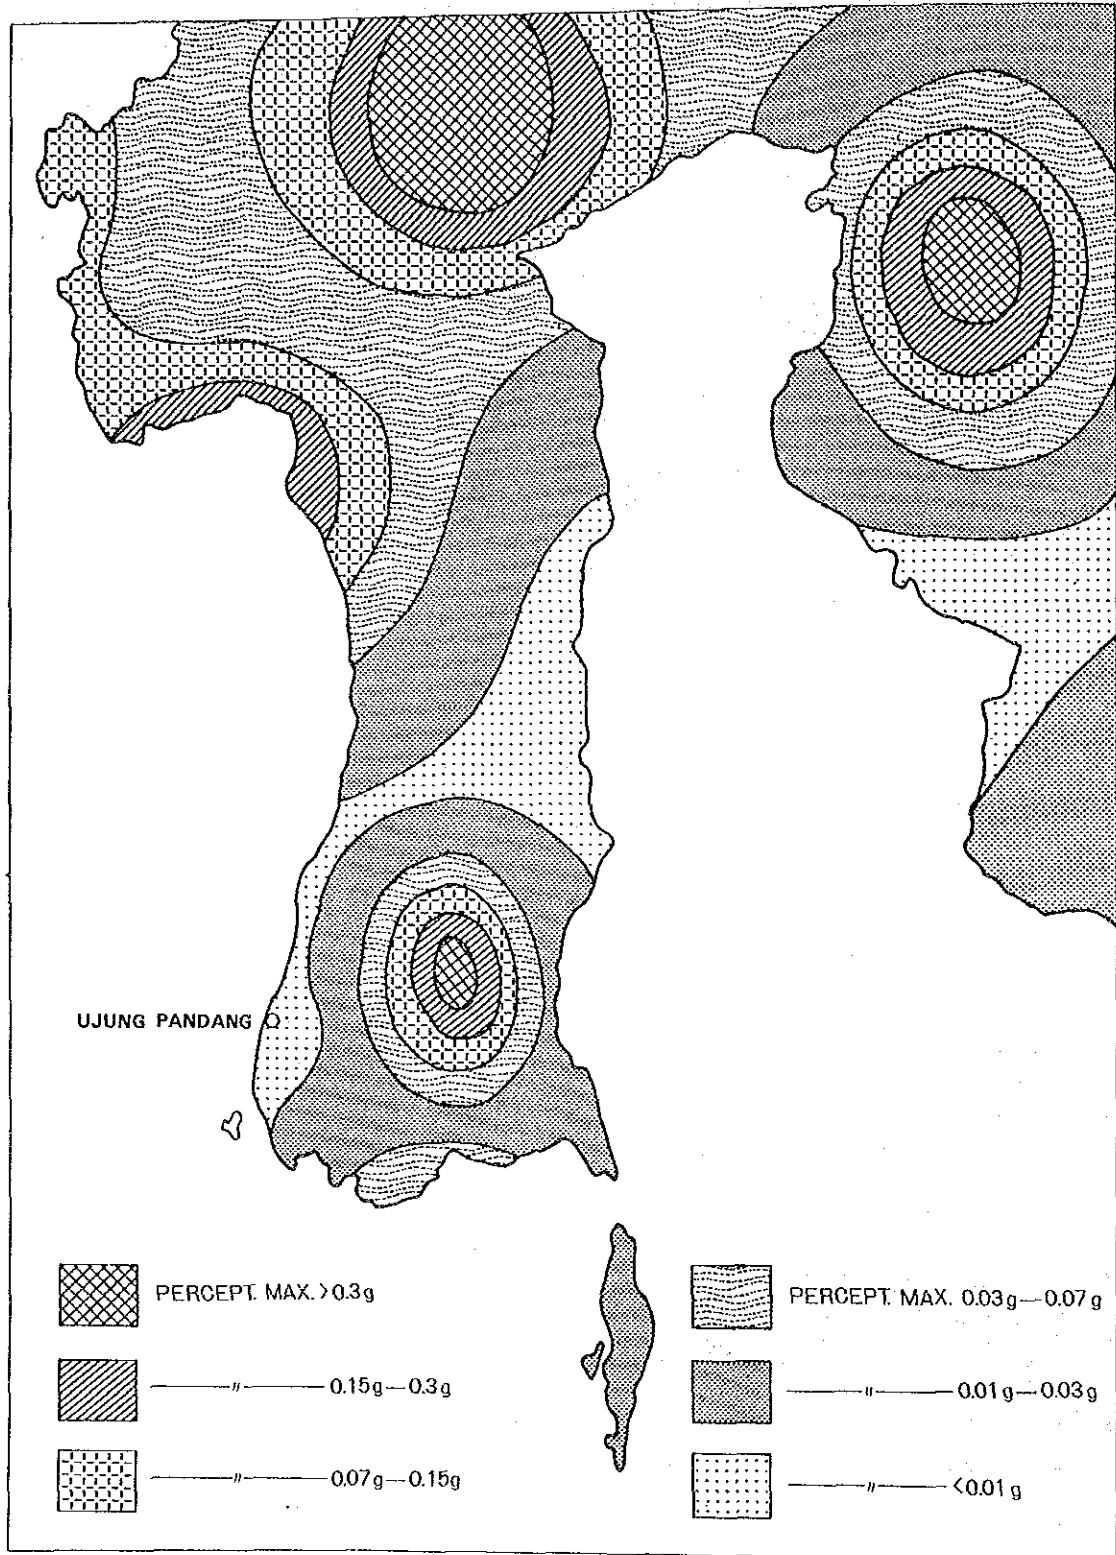 UJUNG PANDANG
PERCEPT. MAX. >0.3g
—〃— 0.15g—0.3g
—〃— 0.07g—0.15g
PERCEPT. MAX. 0.03g—0.07g
—〃— 0.01g—0.03g
—〃— <0.01g